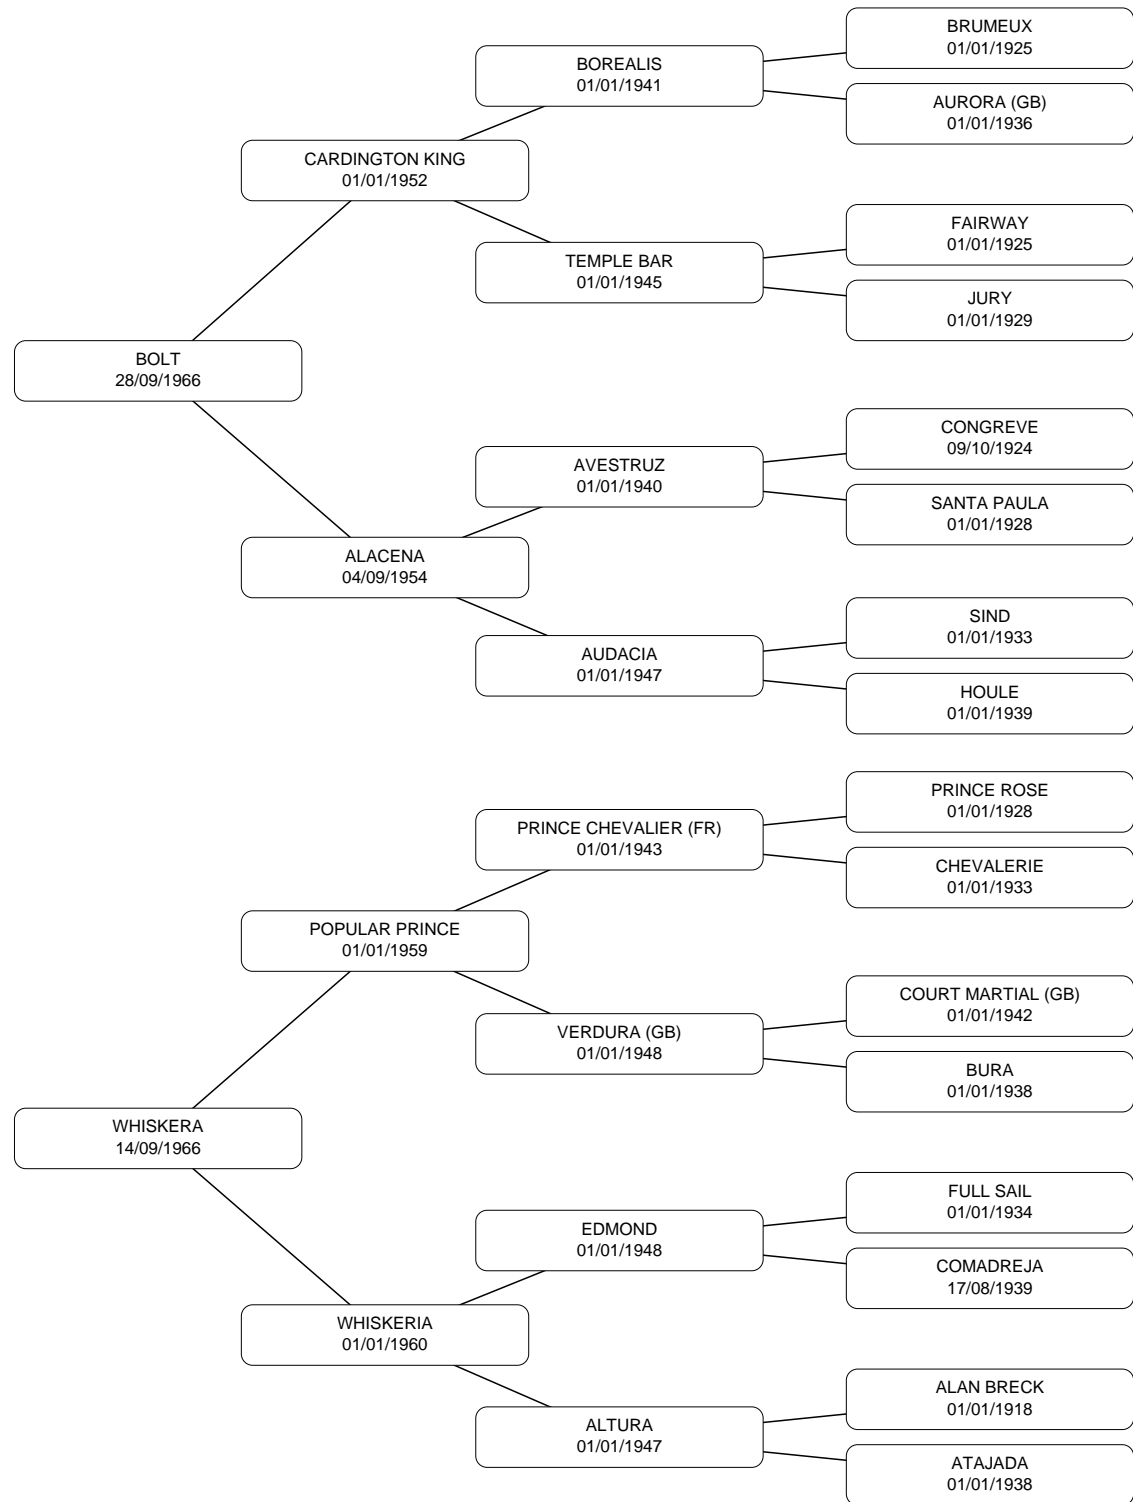 BRUMEUX
01/01/1925
BOREALIS
01/01/1941
AURORA (GB)
01/01/1936
CARDINGTON KING
01/01/1952
FAIRWAY
01/01/1925
TEMPLE BAR
01/01/1945
JURY
01/01/1929
BOLT
28/09/1966
CONGREVE
09/10/1924
AVESTRUZ
01/01/1940
SANTA PAULA
01/01/1928
ALACENA
04/09/1954
SIND
01/01/1933
AUDACIA
01/01/1947
HOULE
01/01/1939
PRINCE ROSE
01/01/1928
PRINCE CHEVALIER (FR)
01/01/1943
CHEVALERIE
01/01/1933
POPULAR PRINCE
01/01/1959
COURT MARTIAL (GB)
01/01/1942
VERDURA (GB)
01/01/1948
BURA
01/01/1938
WHISKERA
14/09/1966
FULL SAIL
01/01/1934
EDMOND
01/01/1948
COMADREJA
17/08/1939
WHISKERIA
01/01/1960
ALAN BRECK
01/01/1918
ALTURA
01/01/1947
ATAJADA
01/01/1938